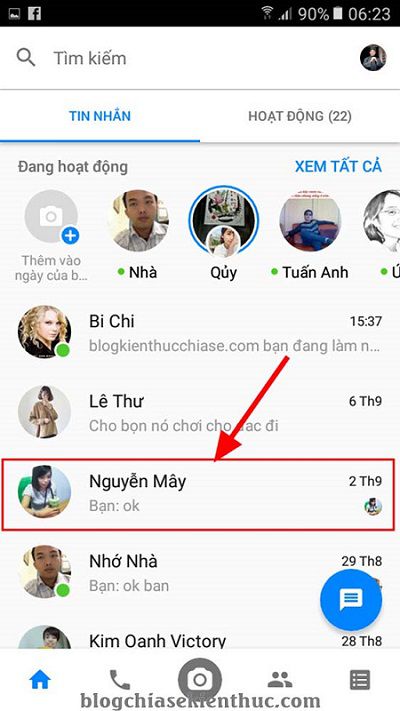 90% 06:23
Tìm kiếm
TIN NHẮN HOẠT ĐỘNG (22)
Đang hoạt động XEM TẤT CẢ
Thêm vào
ngày của b...
Nhà Qủy Tuấn Anh Ú
Bi Chi 15:37
blogkienthucchiase.com bạn đang làm n...
Lê Thư 6 Th9
Cho bọn nó chơi cho đac đi
Nguyễn Mây 2 Th9
Bạn: ok
Nhớ Nhà 29 Th8
Bạn: ok ban
Kim Oanh Victory 28 Th8
blogchiasekienthuc.com